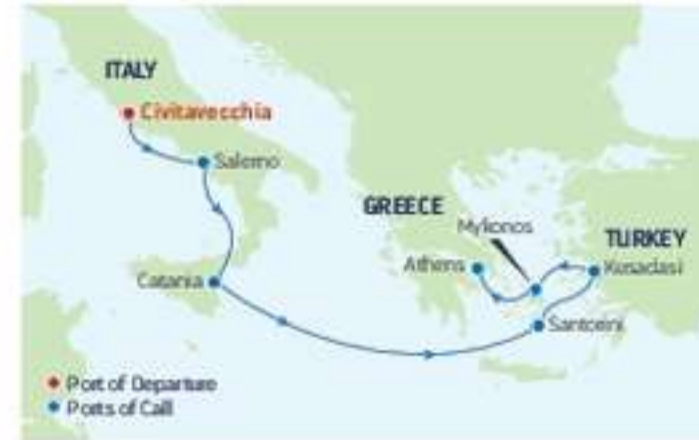 ITALY
Civitavecchia
Salerno
GREECE
Mykonos
TURKEY
Athens
Kusadasi
Catania
Santorini
Port of Departure
Ports of Call